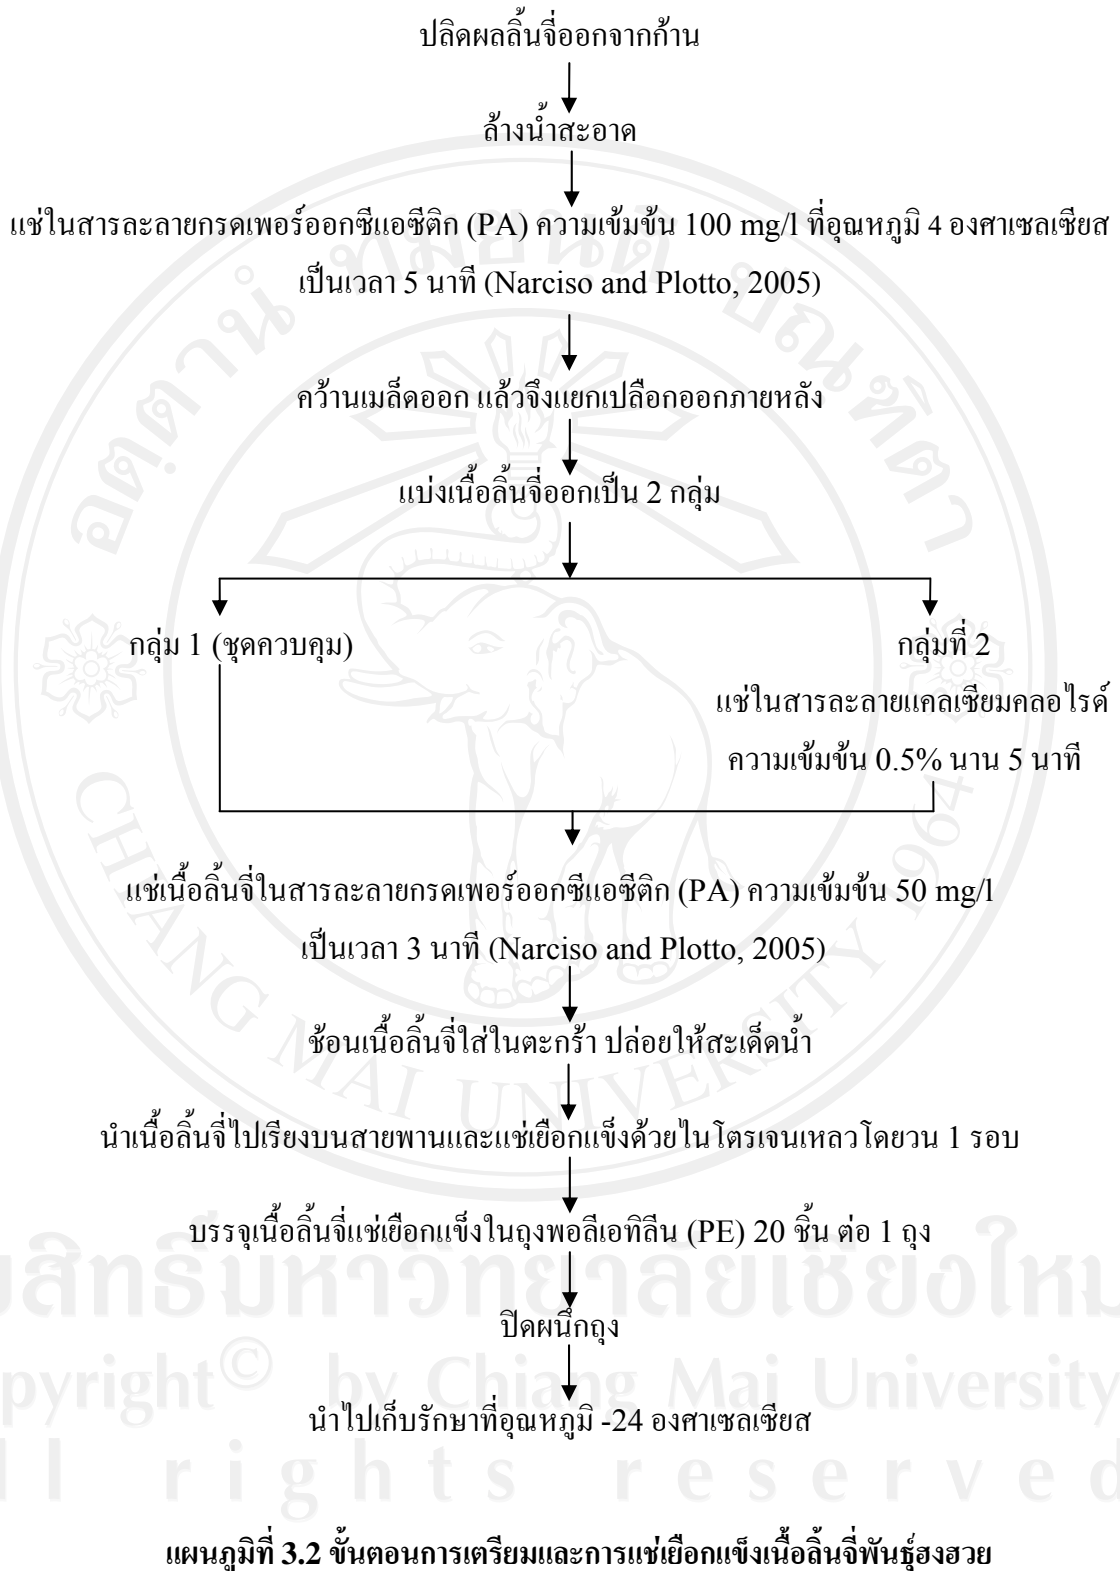 ปลิดผลลิ้นจี่ออกจากก้าน
ล้างน้ำสะอาด
แช่ในสารละลายกรดเพอร์ออกซีแอซีติก (PA) ความเข้มข้น 100 mg/l ที่อุณหภูมิ 4 องศาเซลเซียส
เป็นเวลา 5 นาที (Narciso and Plotto, 2005)
คว้านเมล็ดออก แล้วจึงแยกเปลือกออกภายหลัง
แบ่งเนื้อลิ้นจี่ออกเป็น 2 กลุ่ม
กลุ่ม 1 (ชุดควบคุม)
กลุ่มที่ 2
แช่ในสารละลายแคลเซียมคลอไรด์
ความเข้มข้น 0.5% นาน 5 นาที
แช่เนื้อลิ้นจี่ในสารละลายกรดเพอร์ออกซีแอซีติก (PA) ความเข้มข้น 50 mg/l
เป็นเวลา 3 นาที (Narciso and Plotto, 2005)
ช้อนเนื้อลิ้นจี่ใส่ในตะกร้า ปล่อยให้สะเด็ดน้ำ
นำเนื้อลิ้นจี่ไปเรียงบนสายพานและแช่เยือกแข็งด้วยไนโตรเจนเหลวโดยวน 1 รอบ
บรรจุเนื้อลิ้นจี่แช่เยือกแข็งในถุงพอลีเอทิลีน (PE) 20 ชิ้น ต่อ 1 ถุง
ปิดผนึกถุง
นำไปเก็บรักษาที่อุณหภูมิ -24 องศาเซลเซียส
แผนภูมิที่ 3.2 ขั้นตอนการเตรียมและการแช่เยือกแข็งเนื้อลิ้นจี่พันธุ์ฮงฮวย
อตฺตานํ ทมยนฺติ ปณฺฑิตา
CHIANG MAI UNIVERSITY 1964
สิทธิ์มหาวิทยาลัยเชียงให
pyright© by Chiang Mai University
ll rights reserved